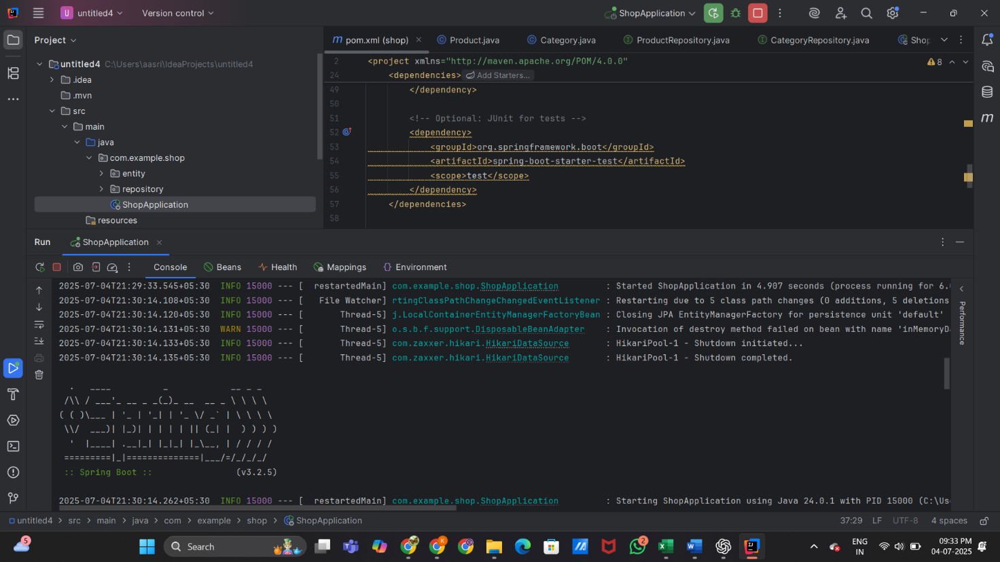 U untitled4 Version control ShopApplication
Project
pom.xml (shop) Product.java Category.java ProductRepository.java CategoryRepository.java Shop
untitled4 C:\Users\aasri\IdeaProjects\untitled4
.idea
.mvn
src
main
java
com.example.shop
entity
repository
ShopApplication
resources
2 <project xmlns="http://maven.apache.org/POM/4.0.0" 8
24 <dependencies> Add Starters...
49 </dependency>
50
51 <!-- Optional: JUnit for tests -->
52 <dependency>
53 <groupId>org.springframework.boot</groupId>
54 <artifactId>spring-boot-starter-test</artifactId>
55 <scope>test</scope>
56 </dependency>
57 </dependencies>
58
Run ShopApplication
Console Beans Health Mappings Environment
2025-07-04T21:29:33.545+05:30 INFO 15000 --- [ restartedMain] com.example.shop.ShopApplication : Started ShopApplication in 4.907 seconds (process running for 6.
2025-07-04T21:30:14.108+05:30 INFO 15000 --- [ File Watcher] rtingClassPathChangeChangedEventListener : Restarting due to 5 class path changes (0 additions, 5 deletions
2025-07-04T21:30:14.120+05:30 INFO 15000 --- [ Thread-5] j.LocalContainerEntityManagerFactoryBean : Closing JPA EntityManagerFactory for persistence unit 'default'
2025-07-04T21:30:14.131+05:30 WARN 15000 --- [ Thread-5] o.s.b.f.support.DisposableBeanAdapter : Invocation of destroy method failed on bean with name 'inMemoryD
2025-07-04T21:30:14.133+05:30 INFO 15000 --- [ Thread-5] com.zaxxer.hikari.HikariDataSource : HikariPool-1 - Shutdown initiated...
2025-07-04T21:30:14.135+05:30 INFO 15000 --- [ Thread-5] com.zaxxer.hikari.HikariDataSource : HikariPool-1 - Shutdown completed.
Performance
:: Spring Boot :: (v3.2.5)
2025-07-04T21:30:14.262+05:30 INFO 15000 --- [ restartedMain] com.example.shop.ShopApplication : Starting ShopApplication using Java 24.0.1 with PID 15000 (C:\Us
untitled4 > src > main > java > com > example > shop > ShopApplication 37:29 LF UTF-8 4 spaces
5 Search 2 ENG 09:33 PM
IN 04-07-2025